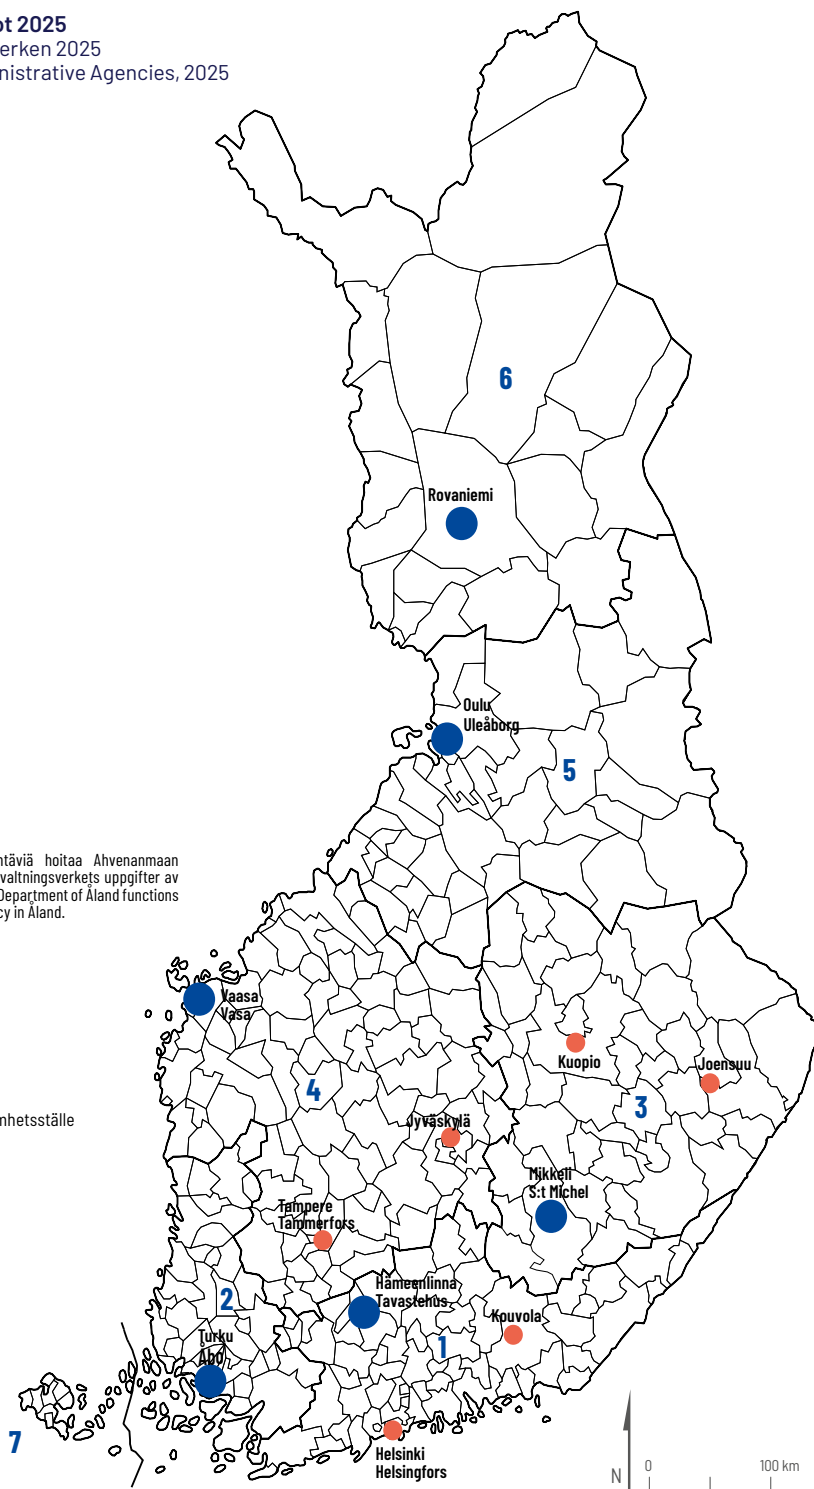 ot 2025
erken 2025
nistrative Agencies, 2025
6
Rovaniemi
Oulu
Uleåborg
5
ntäviä hoitaa Ahvenanmaan
valtningsverkets uppgifter av
Department of Åland functions
cy in Åland.
Vaasa
Vasa
Kuopio
Joensuu
4
3
mhetsställe
Jyväskylä
Mikkeli
S:t Michel
Tampere
Tammerfors
Hämeenlinna
Tavastehus
2
Kouvola
Turku
Åbo
1
7
Helsinki
Helsingfors
N
0
100 km